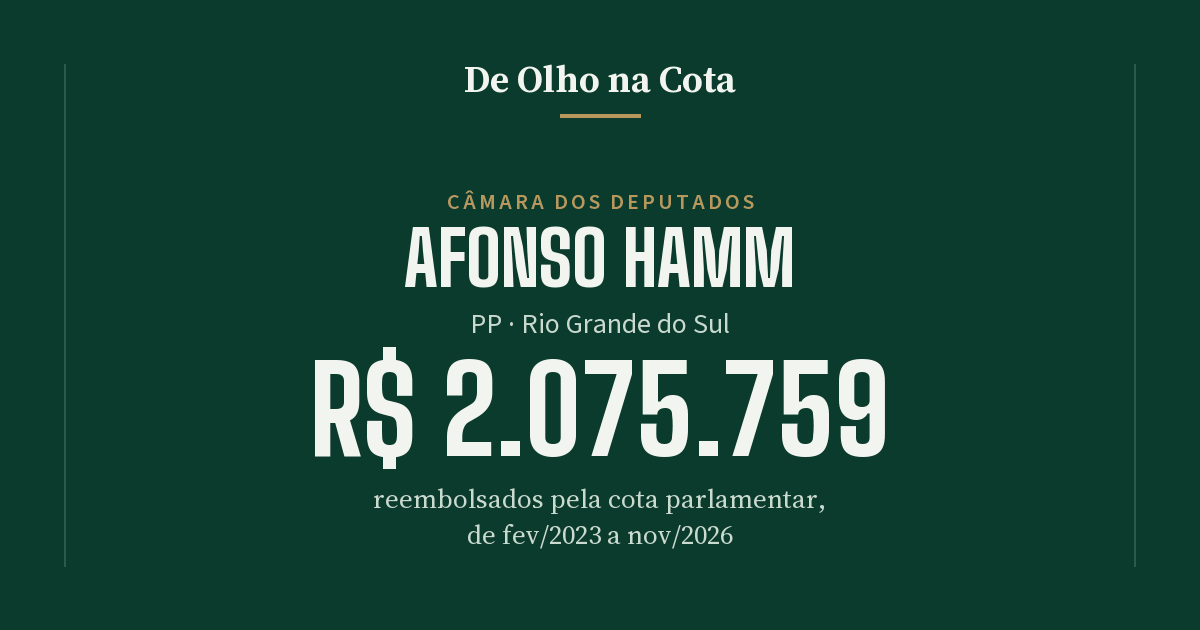 De Olho na Cota
CÂMARA DOS DEPUTADOS
AFONSO HAMM
PP · Rio Grande do Sul
R$ 2.075.759
reembolsados pela cota parlamentar,
de fev/2023 a nov/2026